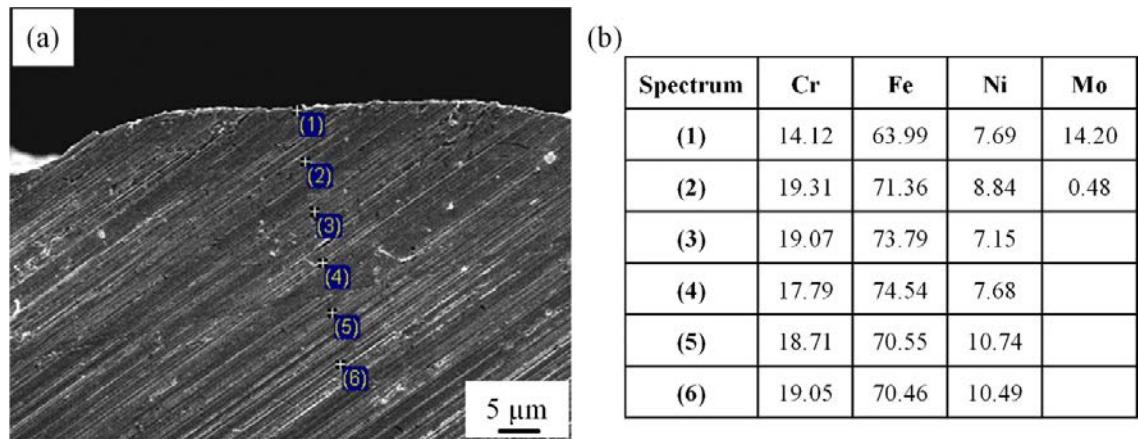 (a)
(1)
(2)
(3)
(4)
(5)
(6)
5 μm
(b)
Spectrum Cr Fe Ni Mo
(1) 14.12 63.99 7.69 14.20
(2) 19.31 71.36 8.84 0.48
(3) 19.07 73.79 7.15
(4) 17.79 74.54 7.68
(5) 18.71 70.55 10.74
(6) 19.05 70.46 10.49